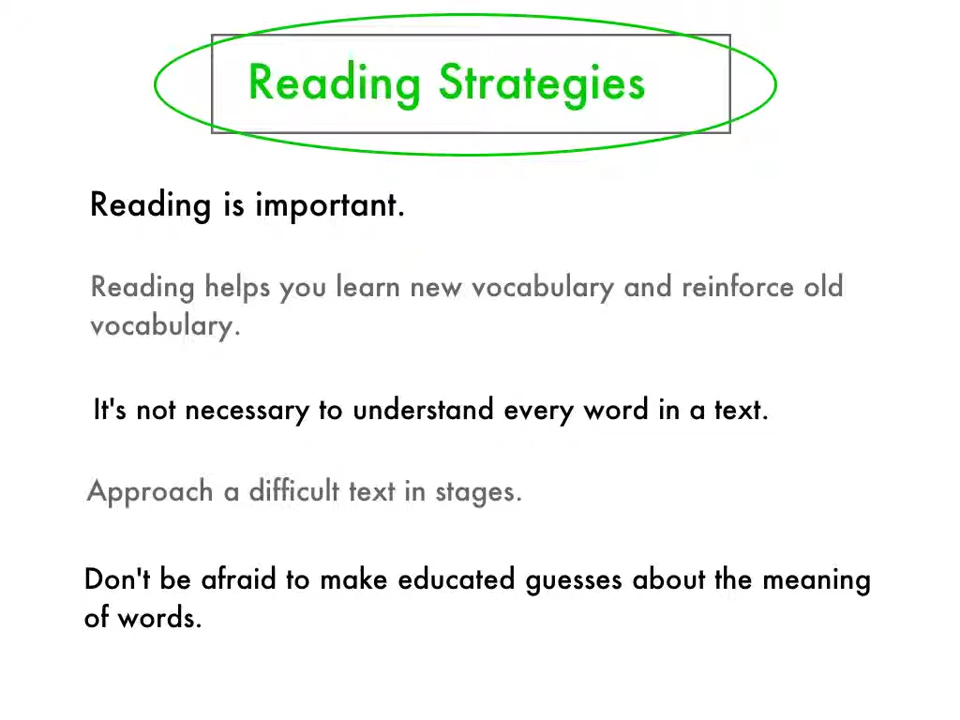 Reading Strategies
Reading is important.
Reading helps you learn new vocabulary and reinforce old
vocabulary.
It's not necessary to understand every word in a text.
Approach a difficult text in stages.
Don't be afraid to make educated guesses about the meaning
of words.